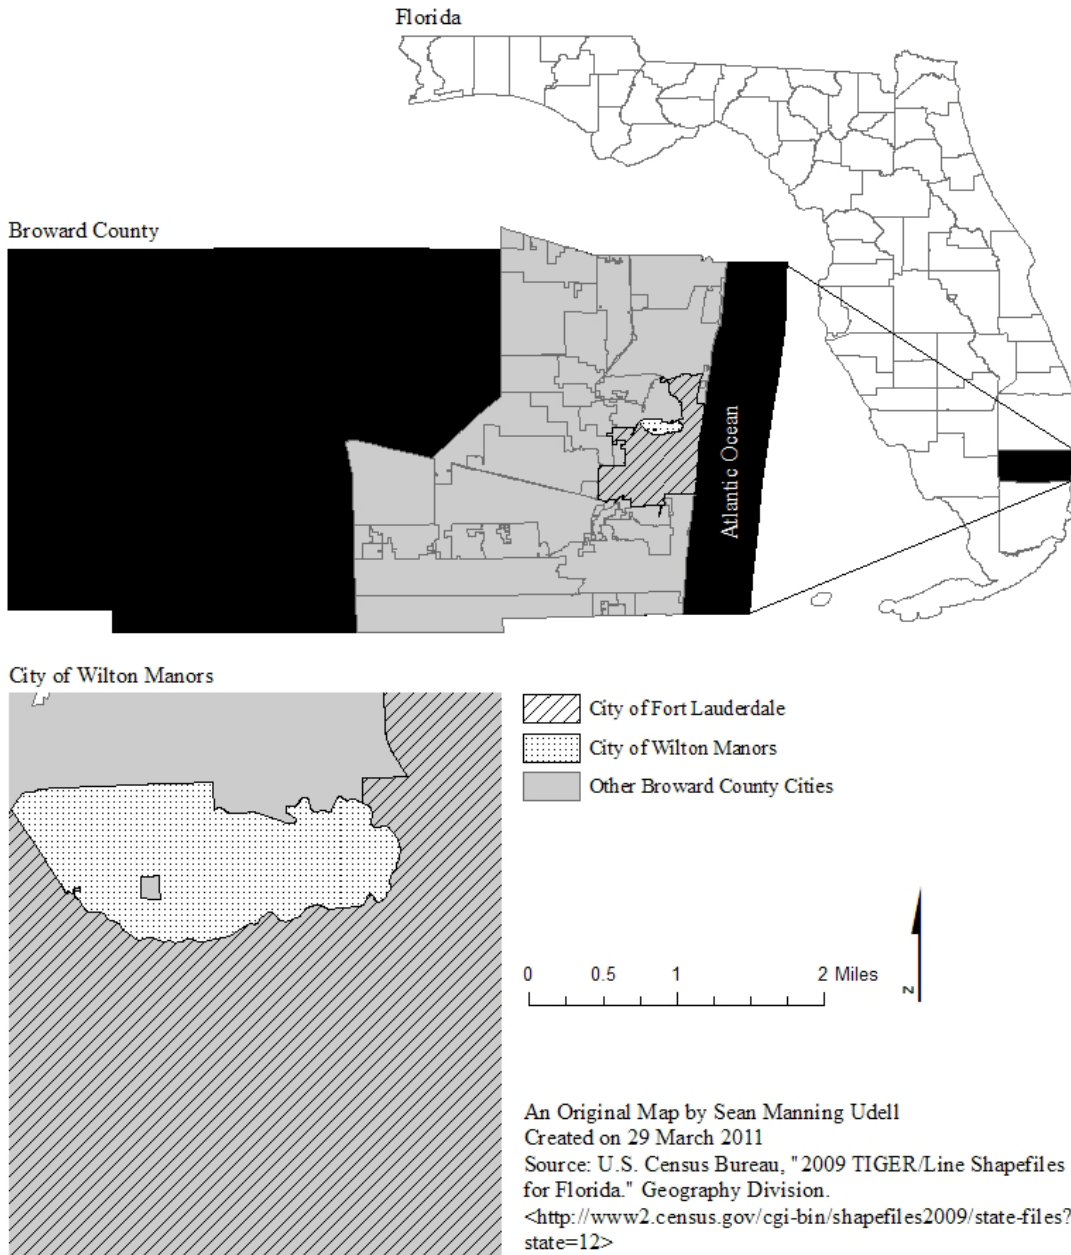 Florida
Broward County
Atlantic Ocean
City of Wilton Manors
City of Fort Lauderdale
City of Wilton Manors
Other Broward County Cities
0 0.5 1 2 Miles
N
An Original Map by Sean Manning Udell
Created on 29 March 2011
Source: U.S. Census Bureau, "2009 TIGER/Line Shapefiles
for Florida." Geography Division.
<http://www2.census.gov/cgi-bin/shapefiles2009/state-files?
state=12>